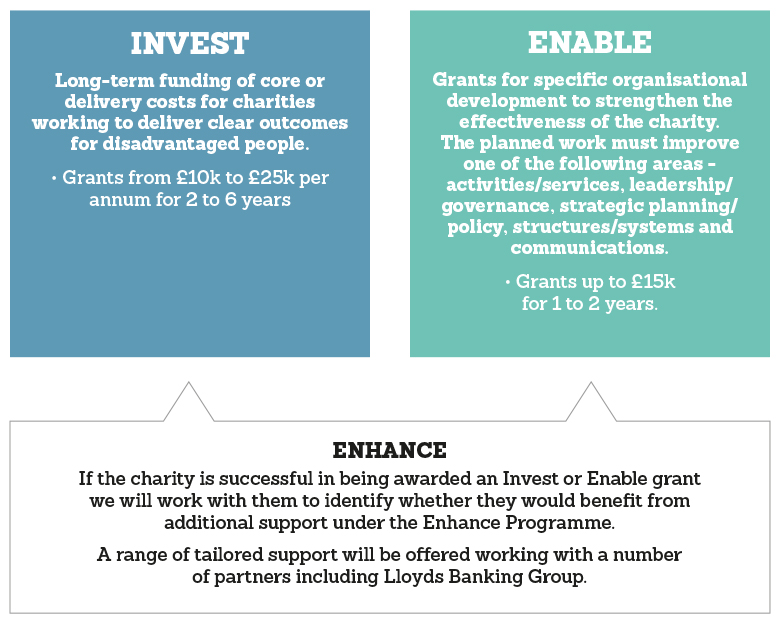 INVEST
Long-term funding of core or
delivery costs for charities
working to deliver clear outcomes
for disadvantaged people.
• Grants from £10k to £25k per
annum for 2 to 6 years
ENABLE
Grants for specific organisational
development to strengthen the
effectiveness of the charity.
The planned work must improve
one of the following areas –
activities/services, leadership/
governance, strategic planning/
policy, structures/systems and
communications.
• Grants up to £15k
for 1 to 2 years.
ENHANCE
If the charity is successful in being awarded an Invest or Enable grant
we will work with them to identify whether they would benefit from
additional support under the Enhance Programme.
A range of tailored support will be offered working with a number
of partners including Lloyds Banking Group.